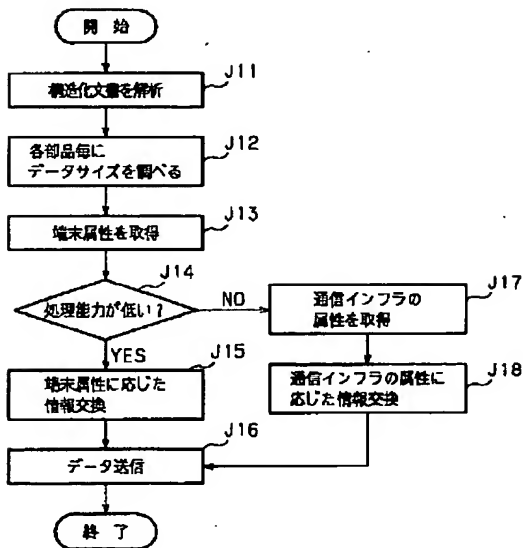 開 始
J11
構造化文書を解析
J12
各部品毎に
データサイズを調べる
J13
端末属性を取得
J14
処理能力が低い?
NO
YES
J17
通信インフラの
属性を取得
J15
端末属性に応じた
情報交換
J18
通信インフラの属性に
応じた情報交換
J16
データ送信
終 了